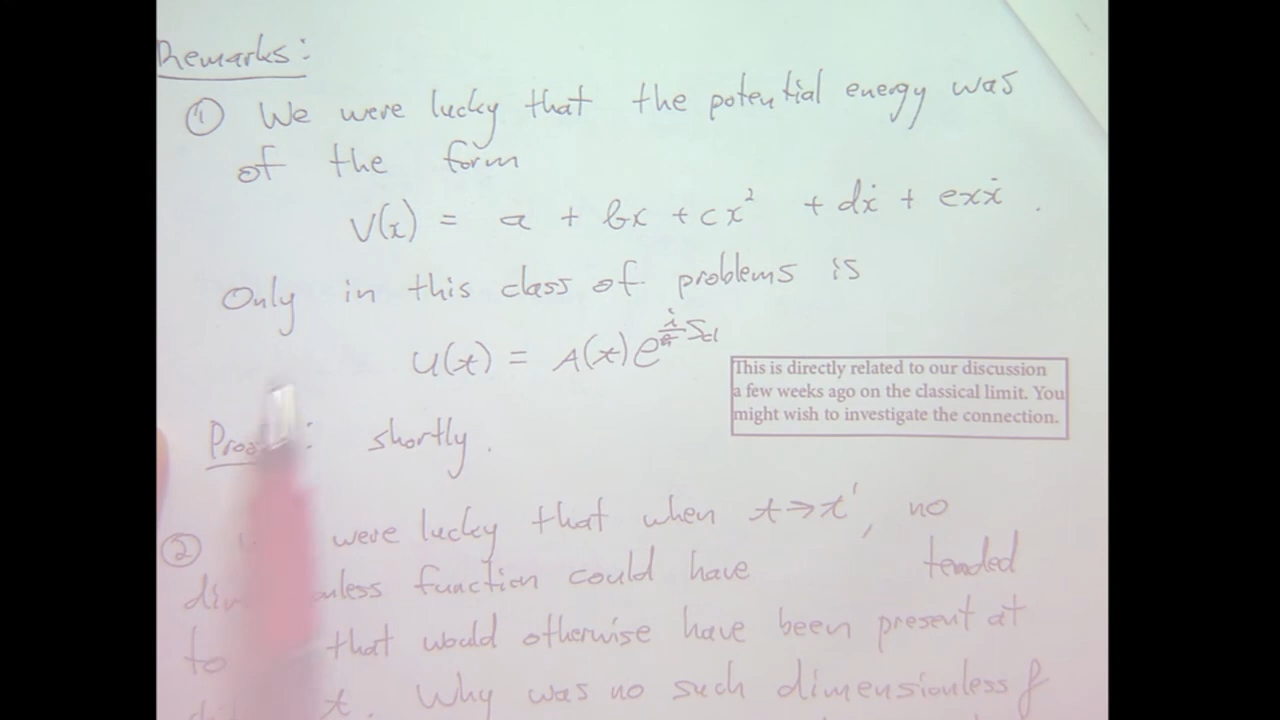 Remarks:
① We were lucky that the potential energy was
of the form
V(x) = a + bx + cx² + dẋ + exẋ .
Only in this class of problems is
U(t) = A(t) e^{i/ħ S_cl}
This is directly related to our discussion
a few weeks ago on the classical limit. You
might wish to investigate the connection.
: shortly.
② were lucky that when t→t', no
function could have tended
to that would otherwise have been present at
t. Why was no such dimensionless f